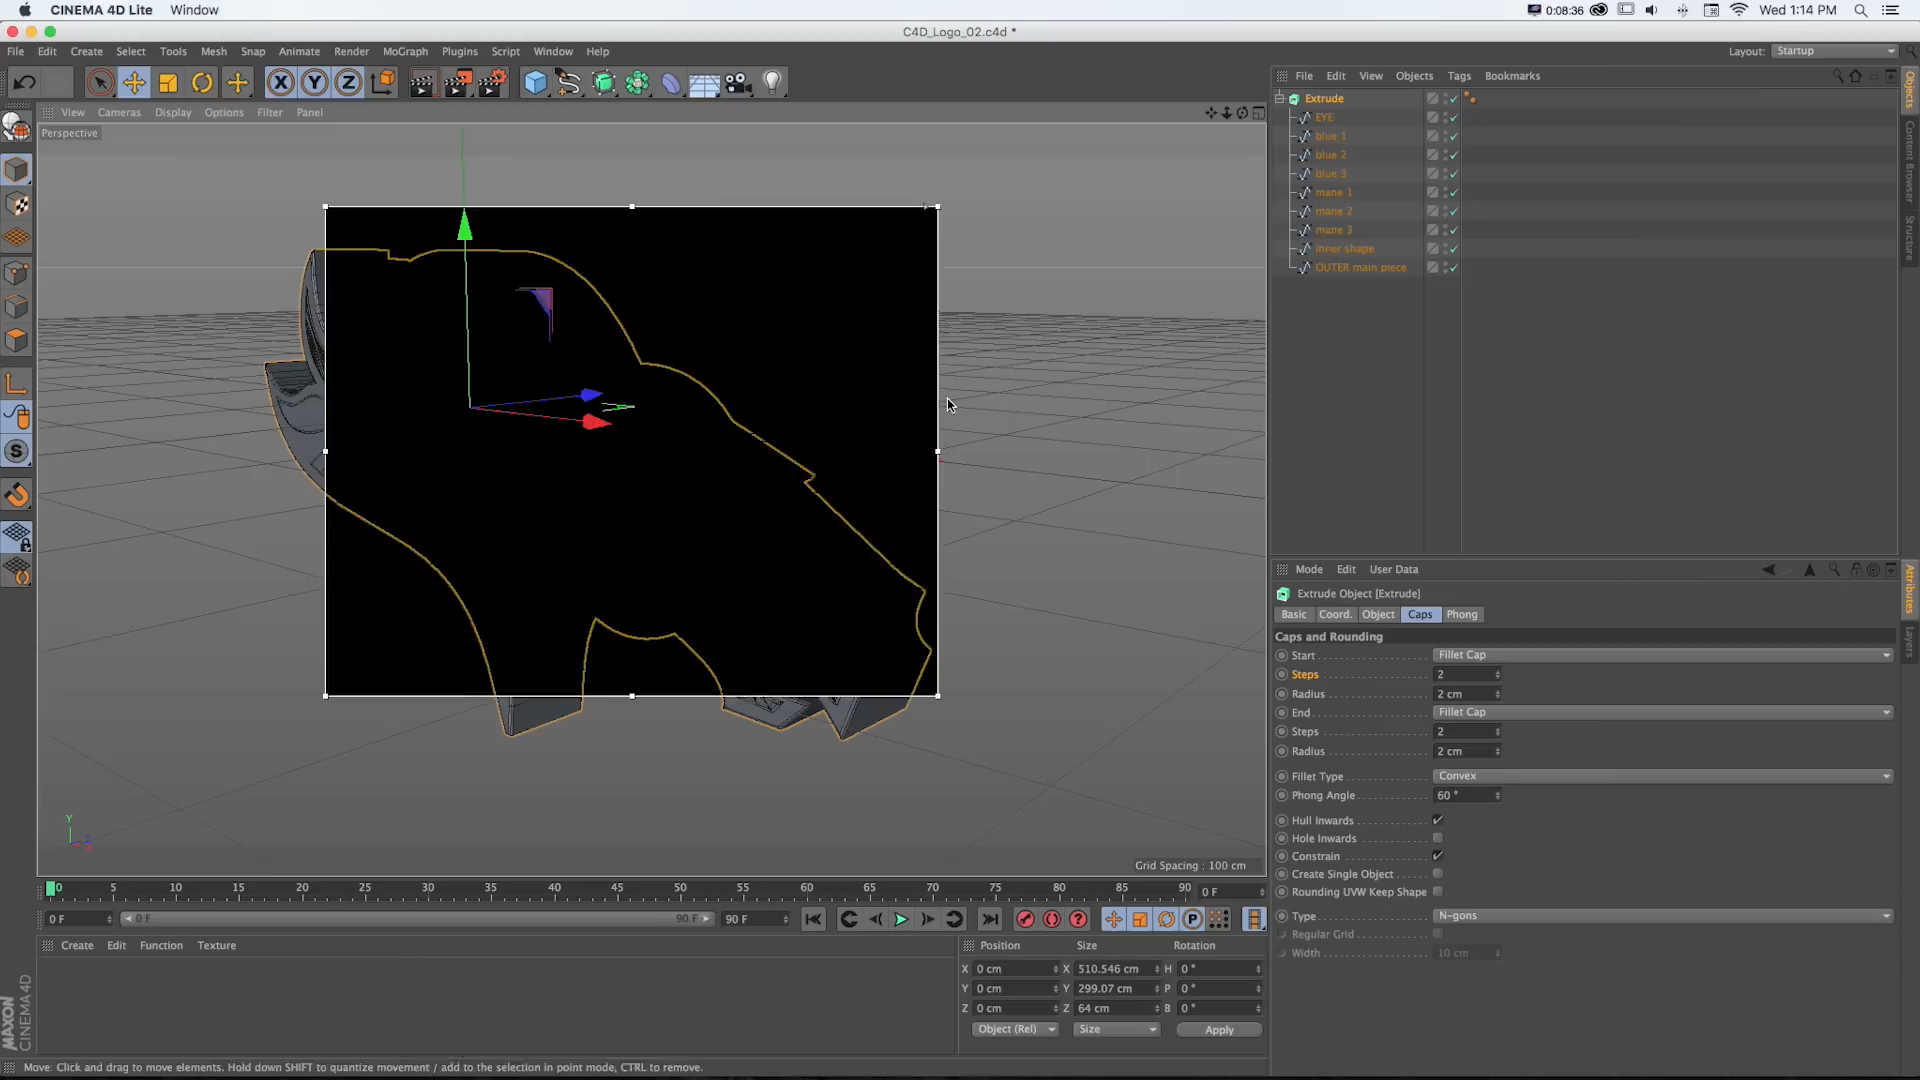 CINEMA 4D Lite Window
0:08:36 Wed 1:14 PM
C4D_Logo_02.c4d *
File Edit Create Select Tools Mesh Snap Animate Render MoGraph Plugins Script Window Help
Layout: Startup
X Y Z
View Cameras Display Options Filter Panel
Perspective
File Edit View Objects Tags Bookmarks
Extrude
EYE
blue 1
blue 2
blue 3
mane 1
mane 2
mane 3
inner shape
OUTER main piece
Objects
Content Browser
Structure
Mode Edit User Data
Extrude Object [Extrude]
Basic Coord. Object Caps Phong
Caps and Rounding
Start Fillet Cap
Steps 2
Radius 2 cm
End Fillet Cap
Steps 2
Radius 2 cm
Fillet Type Convex
Phong Angle 60 °
Hull Inwards
Hole Inwards
Constrain
Create Single Object
Rounding UVW Keep Shape
Type N-gons
Regular Grid
Width 10 cm
Attributes
Layers
S
Y
Grid Spacing : 100 cm
0 5 10 15 20 25 30 35 40 45 50 55 60 65 70 75 80 85 90 0 F
0 F 0 F 90 F 90 F
P
Create Edit Function Texture
Position Size Rotation
X 0 cm X 510.546 cm H 0 °
Y 0 cm Y 299.07 cm P 0 °
Z 0 cm Z 64 cm B 0 °
Object (Rel) Size Apply
MAXON
CINEMA 4D
Move: Click and drag to move elements. Hold down SHIFT to quantize movement / add to the selection in point mode, CTRL to remove.